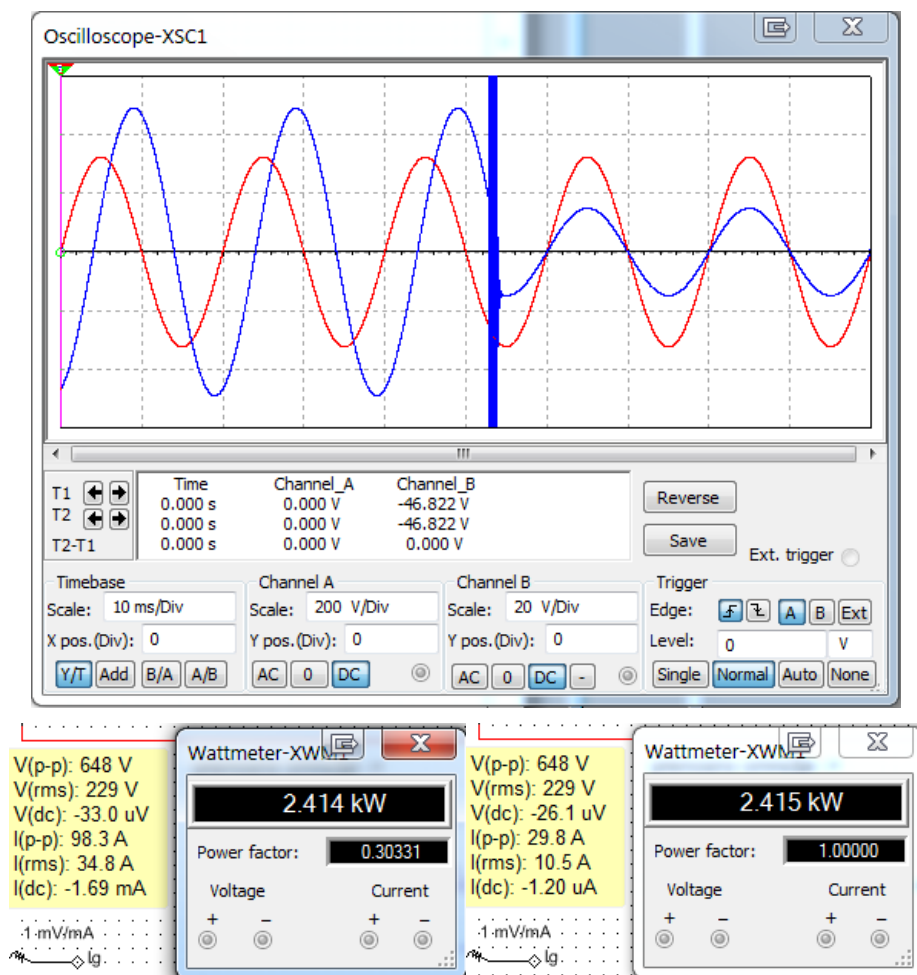 Oscilloscope-XSC1
T1
T2
T2-T1
Time Channel_A Channel_B
0.000 s 0.000 V -46.822 V
0.000 s 0.000 V -46.822 V
0.000 s 0.000 V 0.000 V
Reverse
Save
Ext. trigger
Timebase
Scale: 10 ms/Div
X pos.(Div): 0
Y/T Add B/A A/B
Channel A
Scale: 200 V/Div
Y pos.(Div): 0
AC 0 DC
Channel B
Scale: 20 V/Div
Y pos.(Div): 0
AC 0 DC -
Trigger
Edge: A B Ext
Level: 0 V
Single Normal Auto None
V(p-p): 648 V
V(rms): 229 V
V(dc): -33.0 uV
I(p-p): 98.3 A
I(rms): 34.8 A
I(dc): -1.69 mA
1 mV/mA
Ig
Wattmeter-XWM1
2.414 kW
Power factor: 0.30331
Voltage Current
+ - + -
V(p-p): 648 V
V(rms): 229 V
V(dc): -26.1 uV
I(p-p): 29.8 A
I(rms): 10.5 A
I(dc): -1.20 uA
1 mV/mA
Ig
Wattmeter-XWM1
2.415 kW
Power factor: 1.00000
Voltage Current
+ - + -